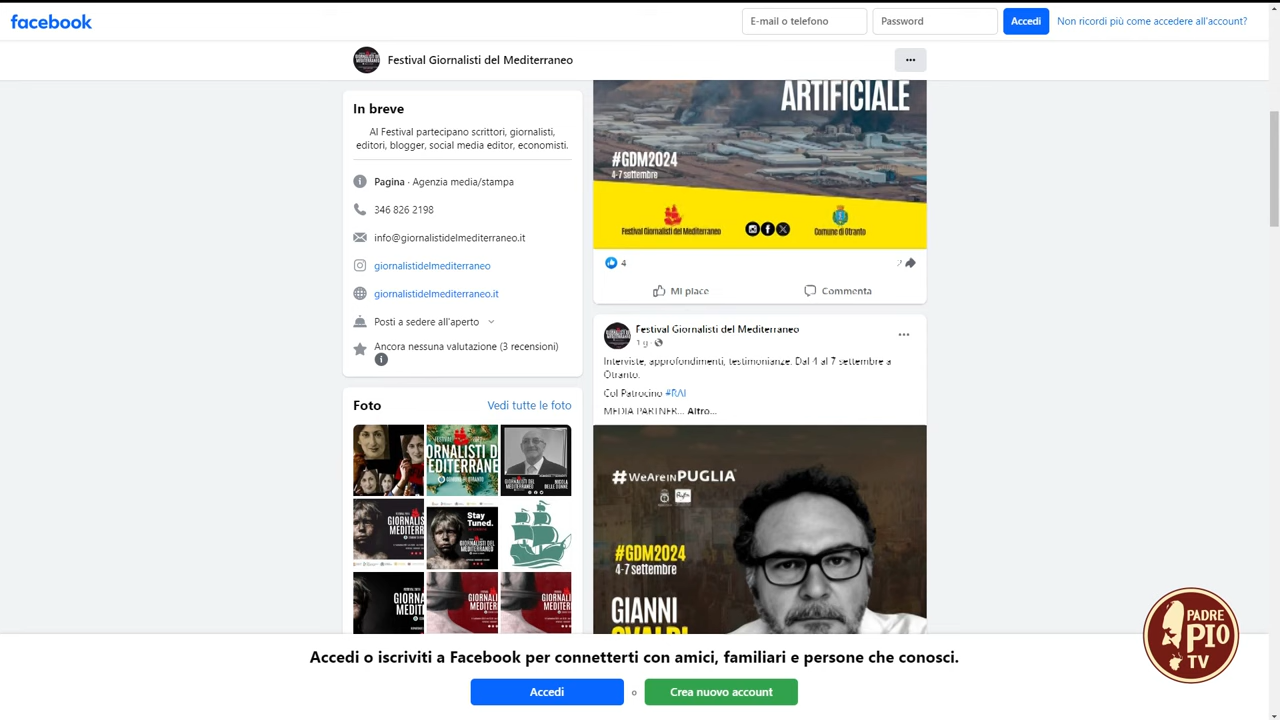 facebook
E-mail o telefono
Password
Accedi
Non ricordi più come accedere all'account?
Festival Giornalisti del Mediterraneo
In breve
Al Festival partecipano scrittori, giornalisti,
editori, blogger, social media editor, economisti.
Pagina · Agenzia media/stampa
346 826 2198
info@giornalistidelmediterraneo.it
giornalistidelmediterraneo
giornalistidelmediterraneo.it
Posti a sedere all'aperto
Ancora nessuna valutazione (3 recensioni)
Foto
Vedi tutte le foto
Stay
Tuned.
ARTIFICIALE
#GDM2024
4-7 settembre
Festival Giornalisti del Mediterraneo
Comune di Otranto
4
2
Mi piace
Commenta
Festival Giornalisti del Mediterraneo
1 g ·
Interviste, approfondimenti, testimonianze. Dal 4 al 7 settembre a
Otranto.
Col Patrocino #RAI
MEDIA PARTNER... Altro...
#WEAREINPUGLIA
#GDM2024
4-7 settembre
GIANNI
Accedi o iscriviti a Facebook per connetterti con amici, familiari e persone che conosci.
Accedi
o
Crea nuovo account
PADRE
PIO
TV